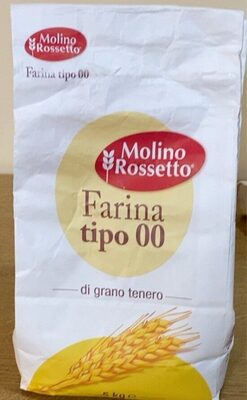 Molino
Rossetto®
Farina tipo 00
Molino
Rossetto®
Farina
tipo 00
di grano tenero